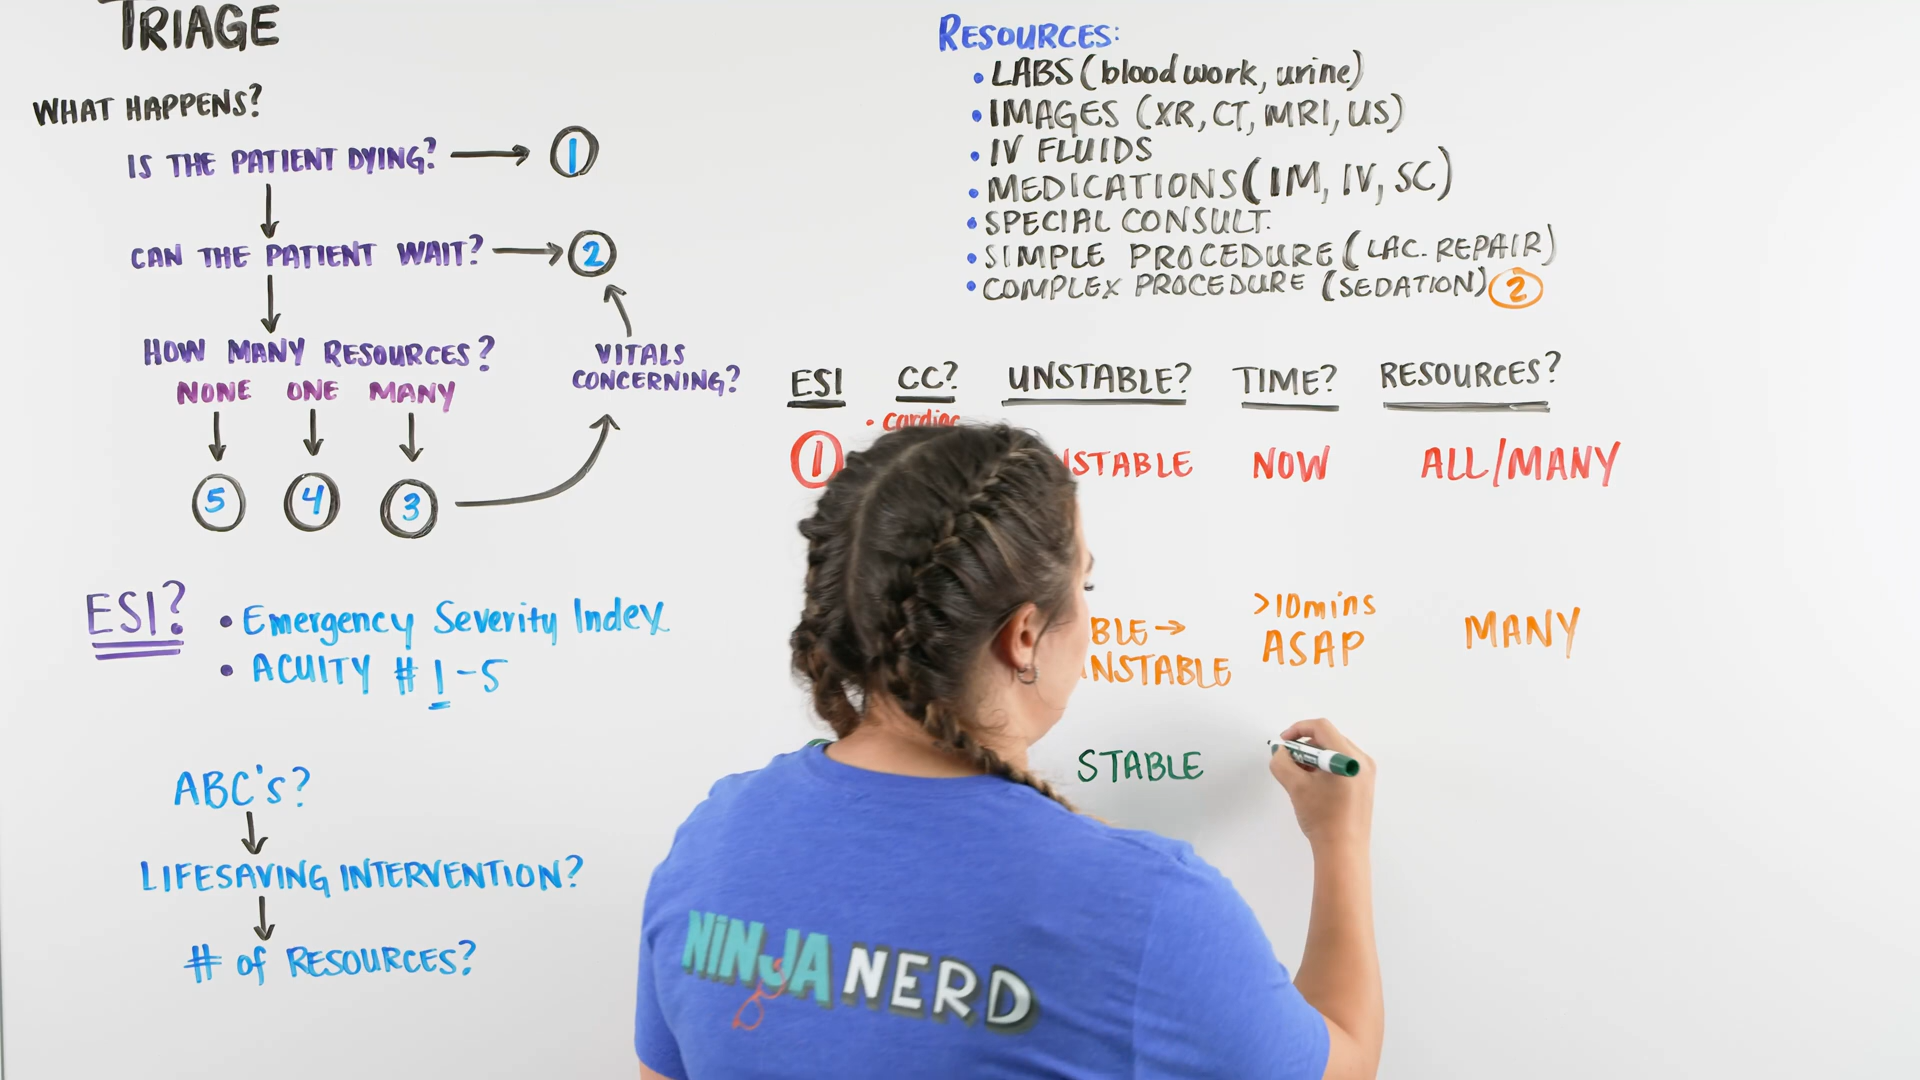 TRIAGE
WHAT HAPPENS?
IS THE PATIENT DYING? → 1
CAN THE PATIENT WAIT? → 2
HOW MANY RESOURCES?
NONE ONE MANY
5 4 3
VITALS
CONCERNING?
ESI?
• Emergency Severity Index
• ACUITY # 1-5
ABC's?
LIFESAVING INTERVENTION?
# of RESOURCES?
RESOURCES:
• LABS (blood work, urine)
• IMAGES (XR, CT, MRI, US)
• IV FLUIDS
• MEDICATIONS (IM, IV, SC)
• SPECIAL CONSULT.
• SIMPLE PROCEDURE (LAC. REPAIR)
• COMPLEX PROCEDURE (SEDATION) 2
ESI CC? UNSTABLE? TIME? RESOURCES?
• cardiac
1 NSTABLE NOW ALL/MANY
>10mins
BLE → ASAP MANY
NSTABLE
STABLE
NINJA NERD